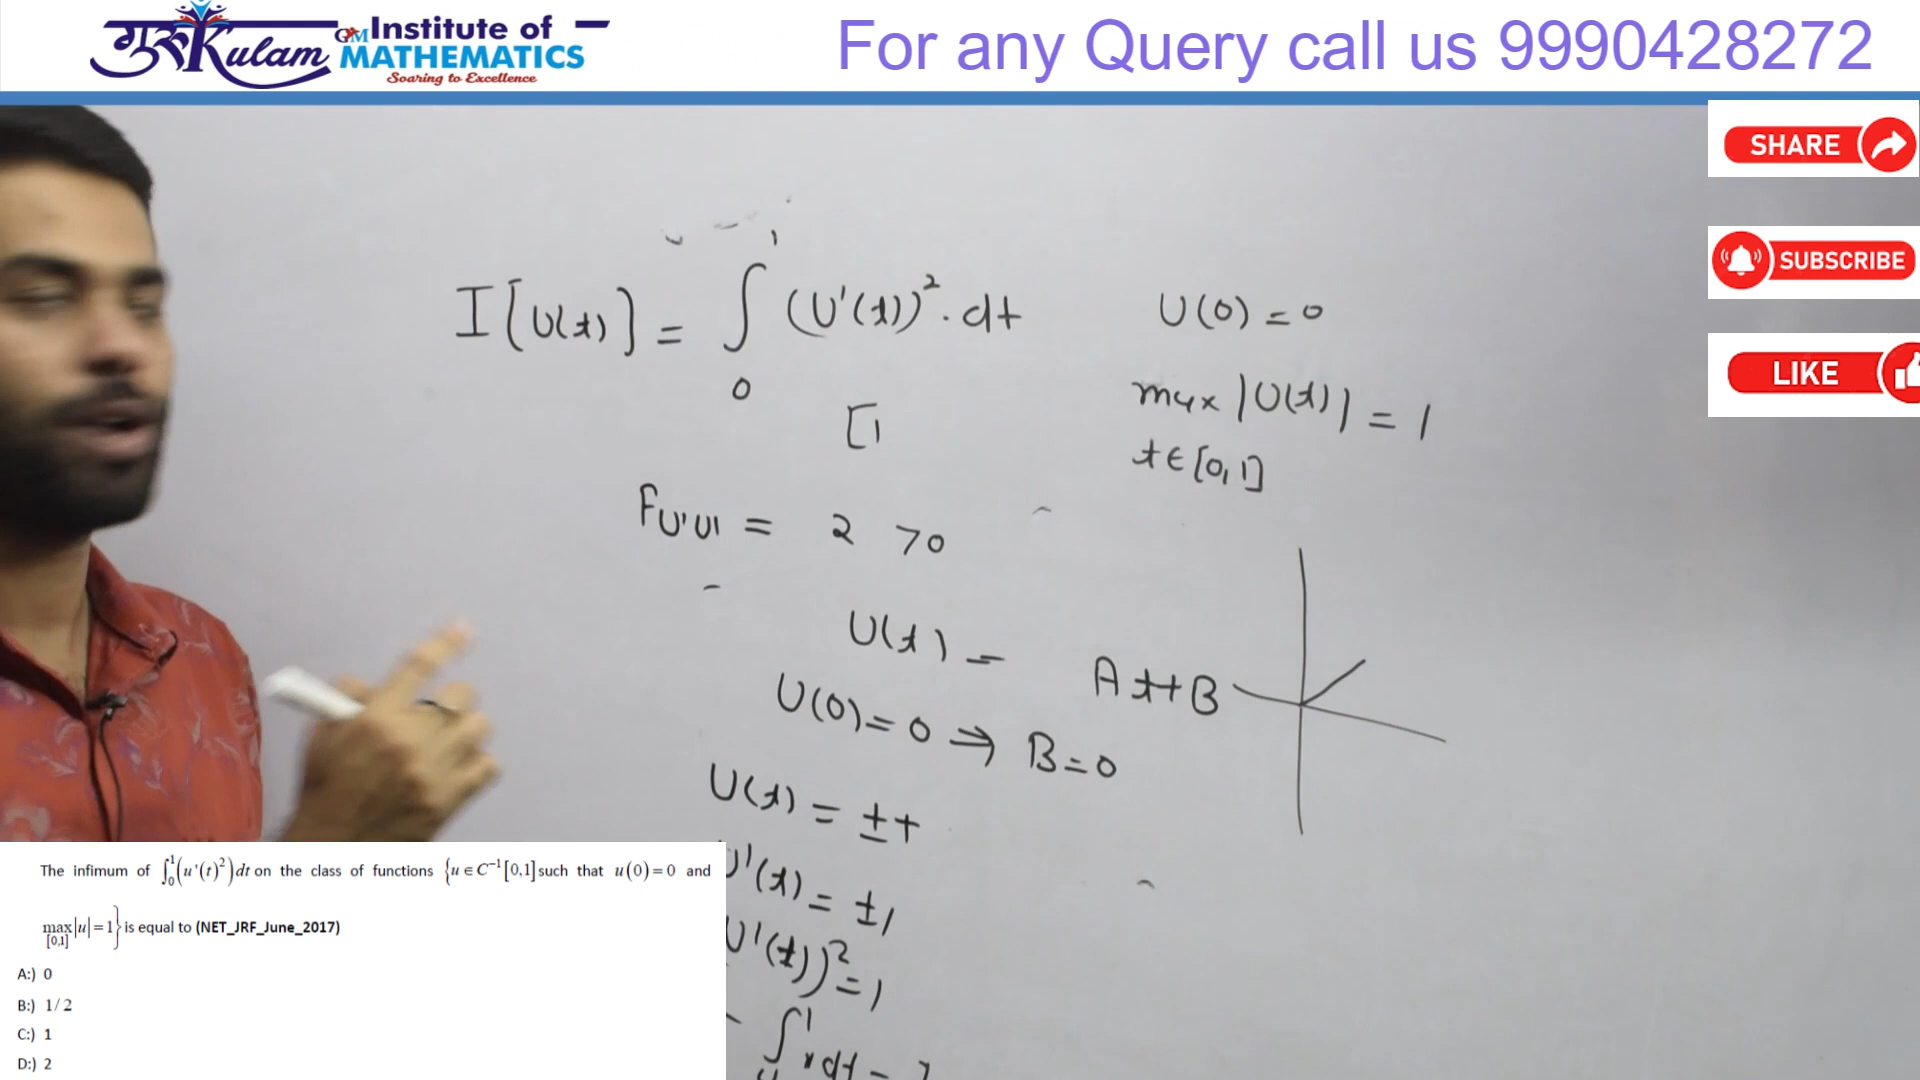 गुरुKulam GM Institute of MATHEMATICS
Soaring to Excellence
For any Query call us 9990428272
SHARE
SUBSCRIBE
LIKE
I[U(t)] = ∫₀¹ (U'(t))². dt
U(0) = 0
max |U(t)| = 1
t∈[0,1]
[1
FU'U' = 2 >0
U(t) = At+B
U(0)=0 ⇒ B=0
U(t) = ±t
U'(t) = ±1
U'(t))² = 1
The infimum of ∫₀¹(u'(t)²)dt on the class of functions {u ∈ C⁻¹[0,1] such that u(0)=0 and
max|u|=1} is equal to (NET_JRF_June_2017)
[0,1]
A:) 0
B:) 1/2
C:) 1
D:) 2